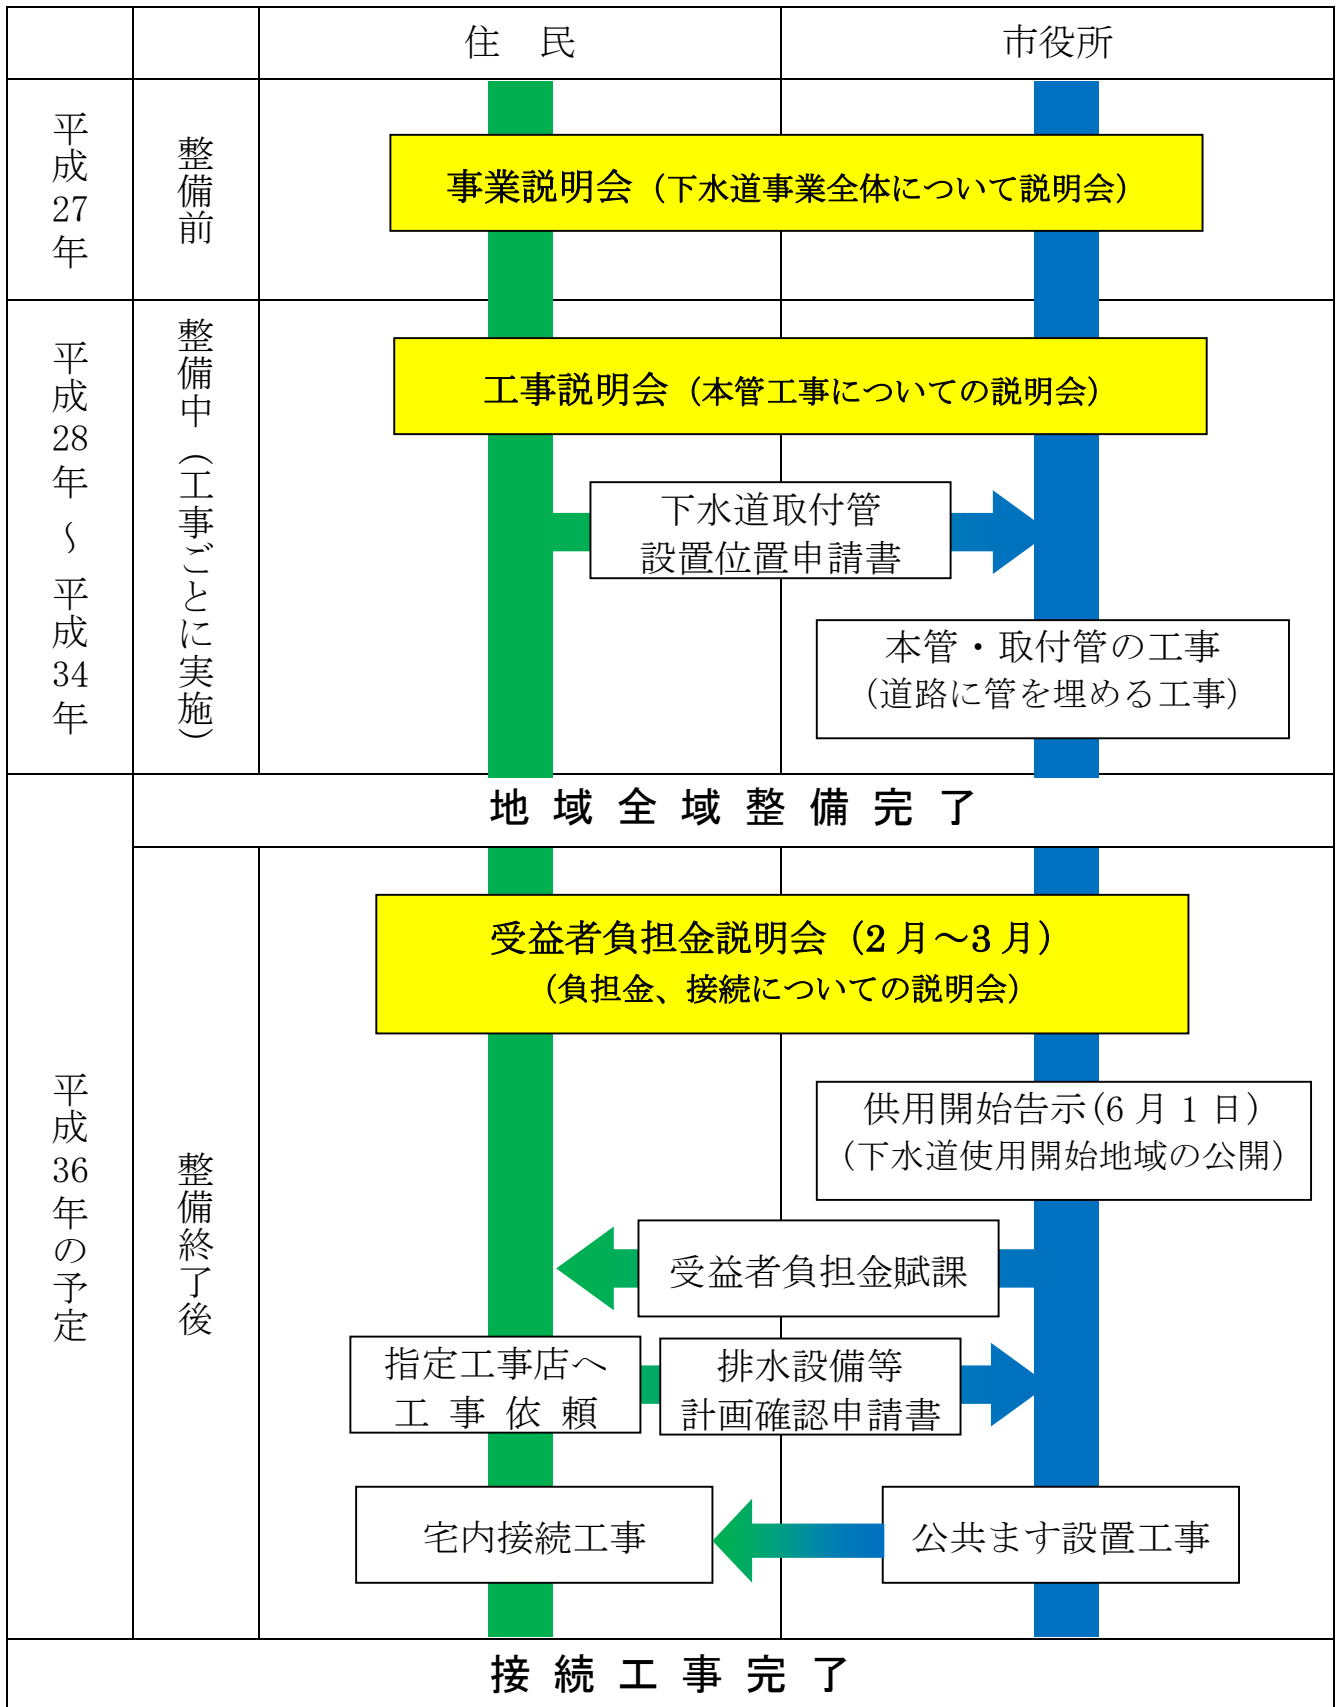 住　民
市役所
平成27年
整備前
事業説明会（下水道事業全体について説明会）
平成28年～平成34年
整備中（工事ごとに実施）
工事説明会（本管工事についての説明会）
下水道取付管
設置位置申請書
本管・取付管の工事
（道路に管を埋める工事）
地域全域整備完了
平成36年の予定
整備終了後
受益者負担金説明会（2月～3月）
（負担金、接続についての説明会）
供用開始告示(6月1日)
（下水道使用開始地域の公開）
受益者負担金賦課
指定工事店へ
工事依頼
排水設備等
計画確認申請書
宅内接続工事
公共ます設置工事
接続工事完了